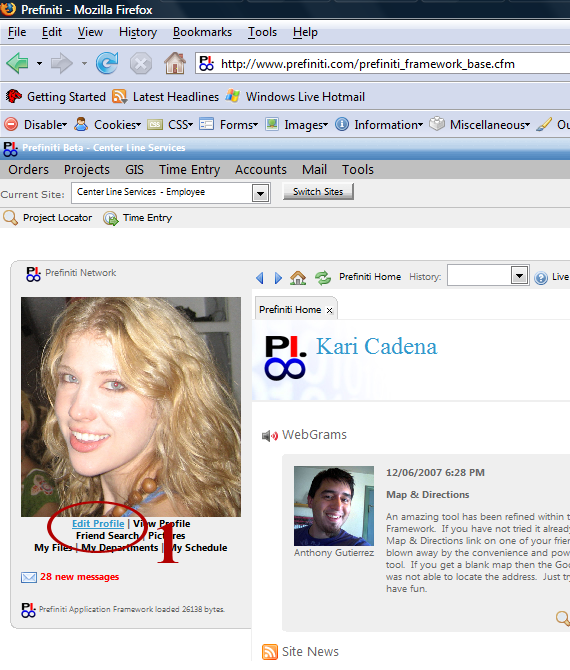 Prefiniti - Mozilla Firefox
File Edit View History Bookmarks Tools Help
http://www.prefiniti.com/prefiniti_framework_base.cfm
Getting Started Latest Headlines Windows Live Hotmail
Disable Cookies CSS Forms Images Information Miscellaneous Ou
Prefiniti Beta - Center Line Services
Orders Projects GIS Time Entry Accounts Mail Tools
Current Site: Center Line Services - Employee Switch Sites
Project Locator Time Entry
PI. Prefiniti Network
Prefiniti Home History: Live
Prefiniti Home x
PI. Kari Cadena
WebGrams
12/06/2007 6:28 PM
Map & Directions
An amazing tool has been refined within t
Framework. If you have not tried it already
Map & Directions link on one of your frien
blown away by the convenience and pow
tool. If you get a blank map then the Goo
was not able to locate the address. Just try
have fun.
Anthony Gutierrez
Edit Profile | View Profile
Friend Search | Pictures
My Files | My Departments | My Schedule
1
28 new messages
Prefiniti Application Framework loaded 26138 bytes.
Site News